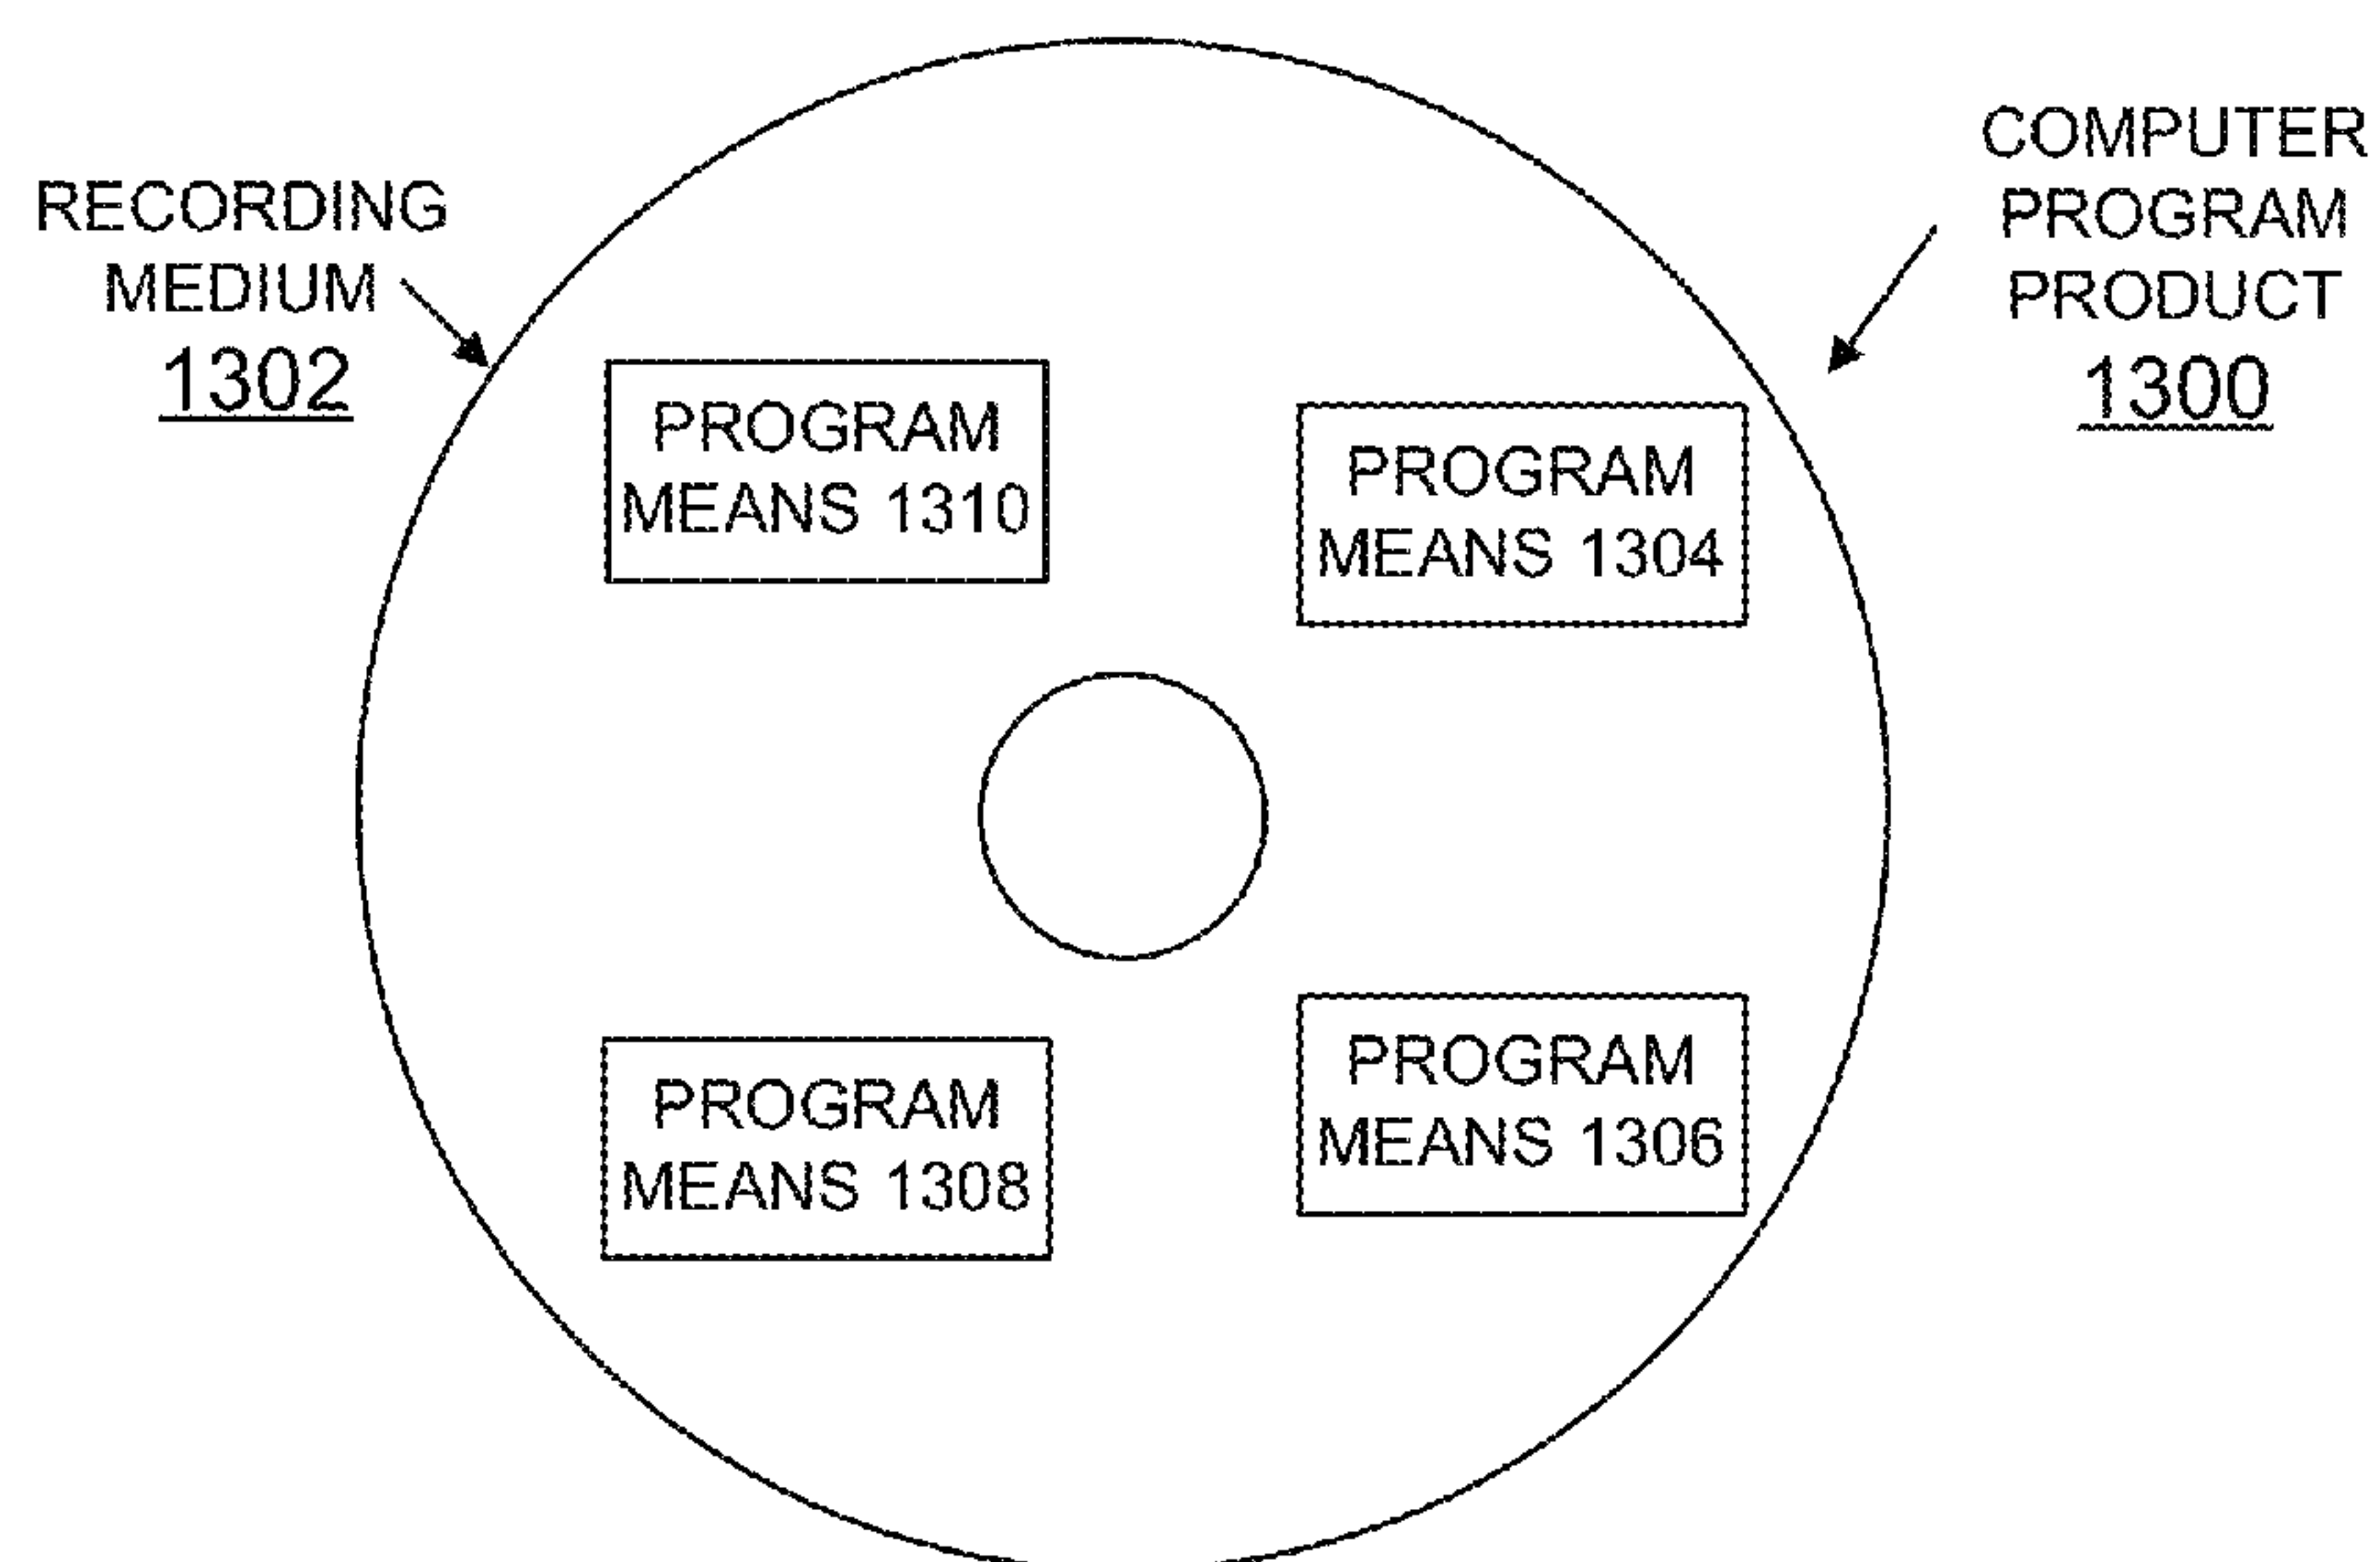 RECORDING
MEDIUM
1302
COMPUTER
PROGRAM
PRODUCT
1300
PROGRAM
MEANS 1310
PROGRAM
MEANS 1304
PROGRAM
MEANS 1308
PROGRAM
MEANS 1306